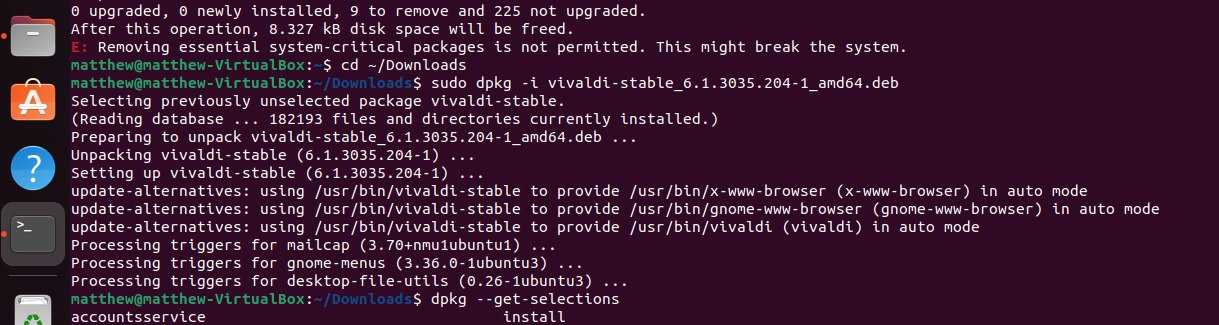 0 upgraded, 0 newly installed, 9 to remove and 225 not upgraded.
After this operation, 8.327 kB disk space will be freed.
E: Removing essential system-critical packages is not permitted. This might break the system.
matthew@matthew-VirtualBox:~$ cd ~/Downloads
matthew@matthew-VirtualBox:~/Downloads$ sudo dpkg -i vivaldi-stable_6.1.3035.204-1_amd64.deb
Selecting previously unselected package vivaldi-stable.
(Reading database ... 182193 files and directories currently installed.)
Preparing to unpack vivaldi-stable_6.1.3035.204-1_amd64.deb ...
Unpacking vivaldi-stable (6.1.3035.204-1) ...
Setting up vivaldi-stable (6.1.3035.204-1) ...
update-alternatives: using /usr/bin/vivaldi-stable to provide /usr/bin/x-www-browser (x-www-browser) in auto mode
update-alternatives: using /usr/bin/vivaldi-stable to provide /usr/bin/gnome-www-browser (gnome-www-browser) in auto mode
update-alternatives: using /usr/bin/vivaldi-stable to provide /usr/bin/vivaldi (vivaldi) in auto mode
Processing triggers for mailcap (3.70+nmu1ubuntu1) ...
Processing triggers for gnome-menus (3.36.0-1ubuntu3) ...
Processing triggers for desktop-file-utils (0.26-1ubuntu3) ...
matthew@matthew-VirtualBox:~/Downloads$ dpkg --get-selections
accountsservice install